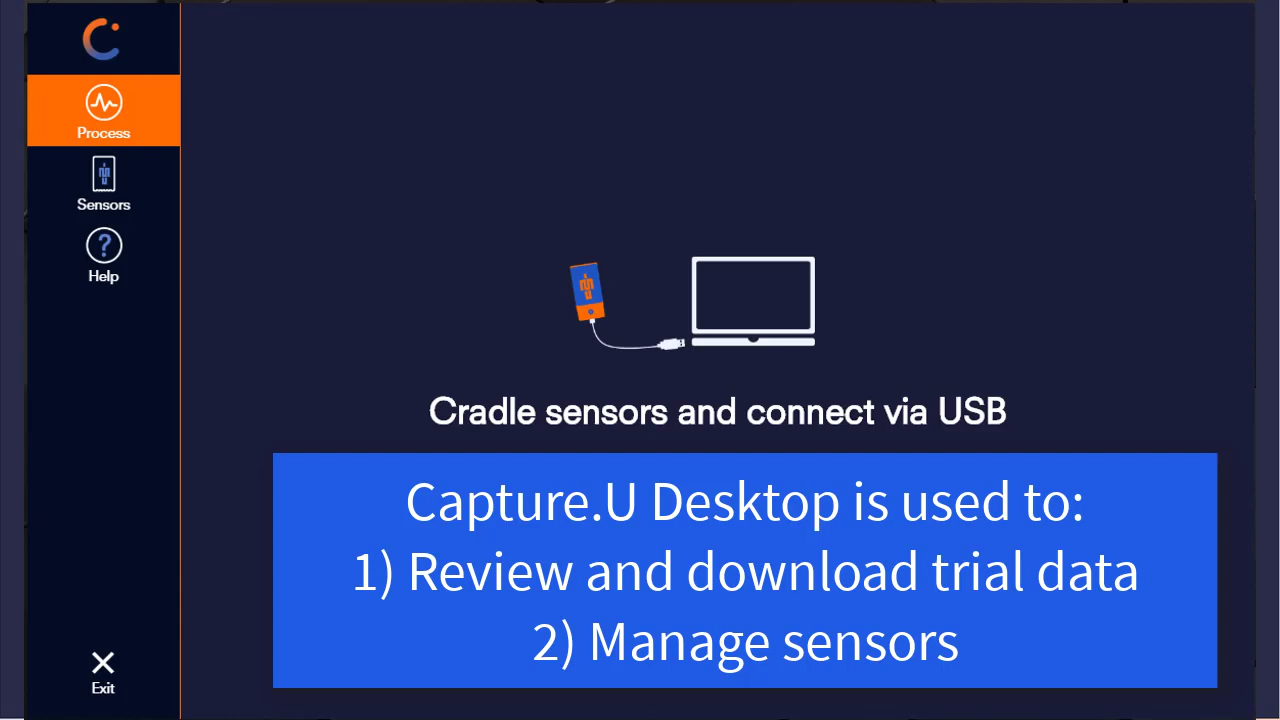 Process
Sensors
Help
Exit
Cradle sensors and connect via USB
Capture.U Desktop is used to:
1) Review and download trial data
2) Manage sensors